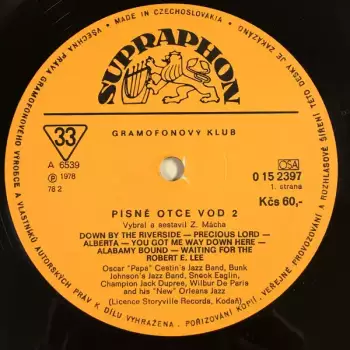 MADE IN CZECHOSLOVAKIA
VŠECHNA PRÁVA GRAMOFONOVÉHO VÝROBCE A VLASTNÍKŮ AUTORSKÝCH PRÁV K DÍLU VYHRAŽENA. POŘIZOVÁNÍ KOPIÍ, VEŘEJNÉ PROVOZOVÁNÍ A ROZHLASOVÉ ŠÍŘENÍ TÉTO DESKY JE ZAKÁZÁNO
SUPRAPHON
GRAMOFONOVÝ KLUB
33
A 6539
Ⓟ 1978
78 2
OSA
0 15 2397
1. strana
Kčs 60,-
PÍSNĚ OTCE VOD 2
Vybral a sestavil Z. Mácha
DOWN BY THE RIVERSIDE — PRECIOUS LORD —
ALBERTA — YOU GOT ME WAY DOWN HERE —
ALABAMY BOUND — WAITING FOR THE
ROBERT E. LEE
Oscar "Papa" Cestin's Jazz Band, Bunk
Johnson's Jazz Band, Snock Eaglin,
Champion Jack Dupree, Wilbur De Paris
and his "New" Orleans Jazz
(Licence Storyville Records, Kodaň)